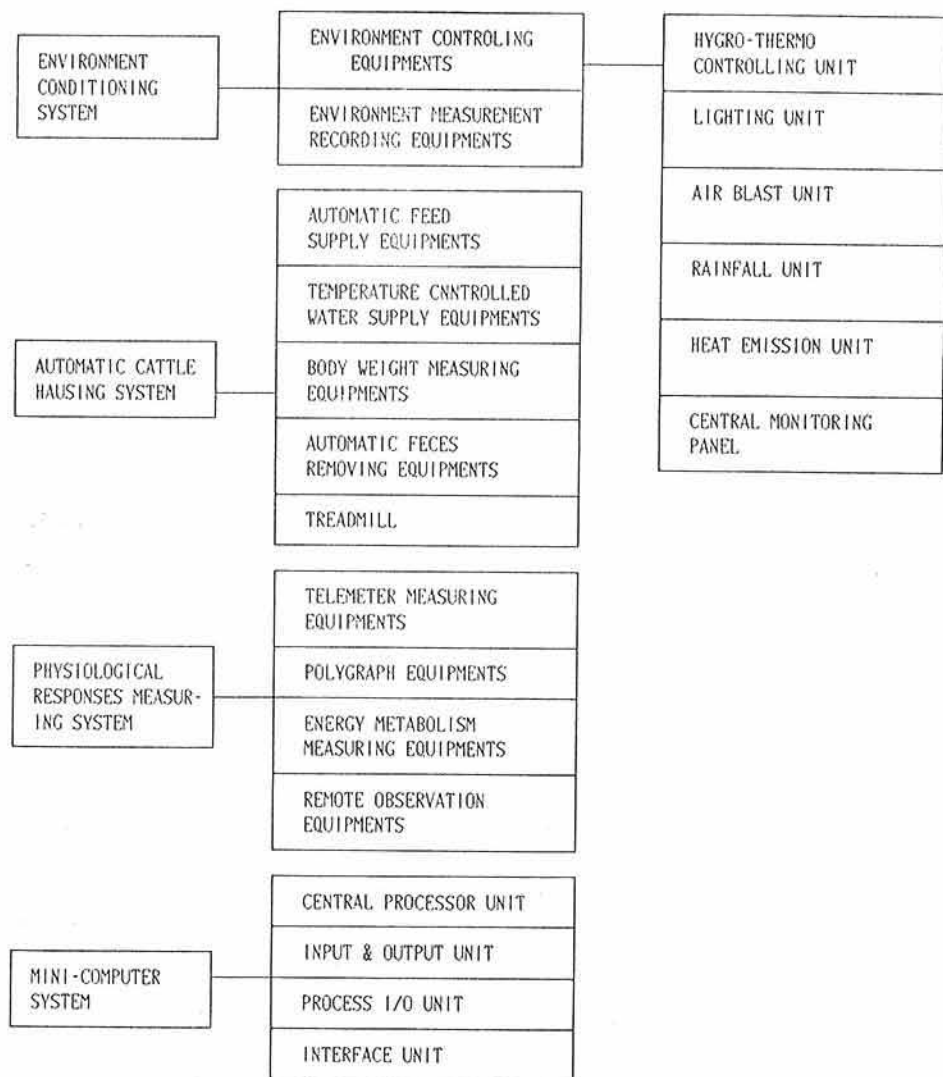 ENVIRONMENT
CONDITIONING
SYSTEM
ENVIRONMENT CONTROLING
EQUIPMENTS
ENVIRONMENT MEASUREMENT
RECORDING EQUIPMENTS
HYGRO-THERMO
CONTROLLING UNIT
LIGHTING UNIT
AIR BLAST UNIT
RAINFALL UNIT
HEAT EMISSION UNIT
CENTRAL MONITORING
PANEL
AUTOMATIC CATTLE
HAUSING SYSTEM
AUTOMATIC FEED
SUPPLY EQUIPMENTS
TEMPERATURE CNNTROLLED
WATER SUPPLY EQUIPMENTS
BODY WEIGHT MEASURING
EQUIPMENTS
AUTOMATIC FECES
REMOVING EQUIPMENTS
TREADMILL
PHYSIOLOGICAL
RESPONSES MEASUR-
ING SYSTEM
TELEMETER MEASURING
EQUIPMENTS
POLYGRAPH EQUIPMENTS
ENERGY METABOLISM
MEASURING EQUIPMENTS
REMOTE OBSERVATION
EQUIPMENTS
MINI-COMPUTER
SYSTEM
CENTRAL PROCESSOR UNIT
INPUT & OUTPUT UNIT
PROCESS I/O UNIT
INTERFACE UNIT